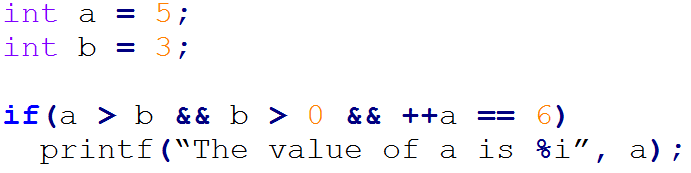 int a = 5;
int b = 3;
if(a > b && b > 0 && ++a == 6)
printf(“The value of a is %i”, a);